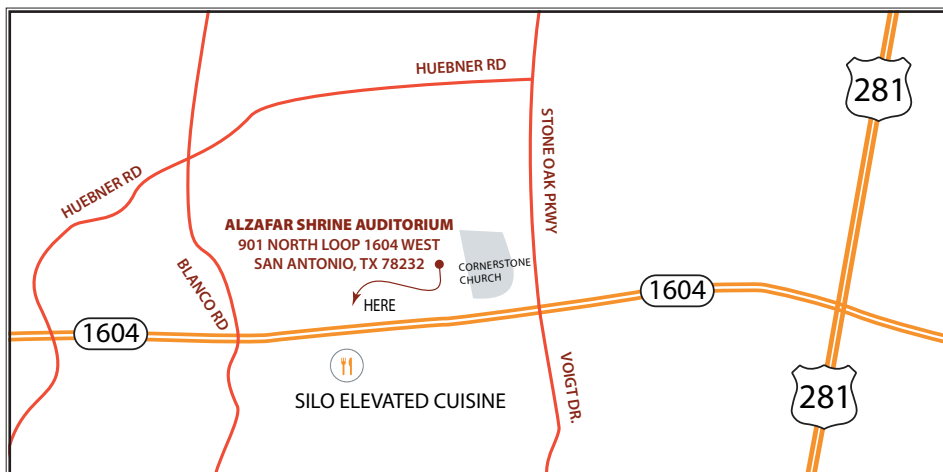 HUEBNER RD
281
STONE OAK PKWY
HUEBNER RD
ALZAFAR SHRINE AUDITORIUM
901 NORTH LOOP 1604 WEST
SAN ANTONIO, TX 78232
CORNERSTONE
CHURCH
BLANCO RD
HERE
1604
1604
VOIGT DR.
281
SILO ELEVATED CUISINE